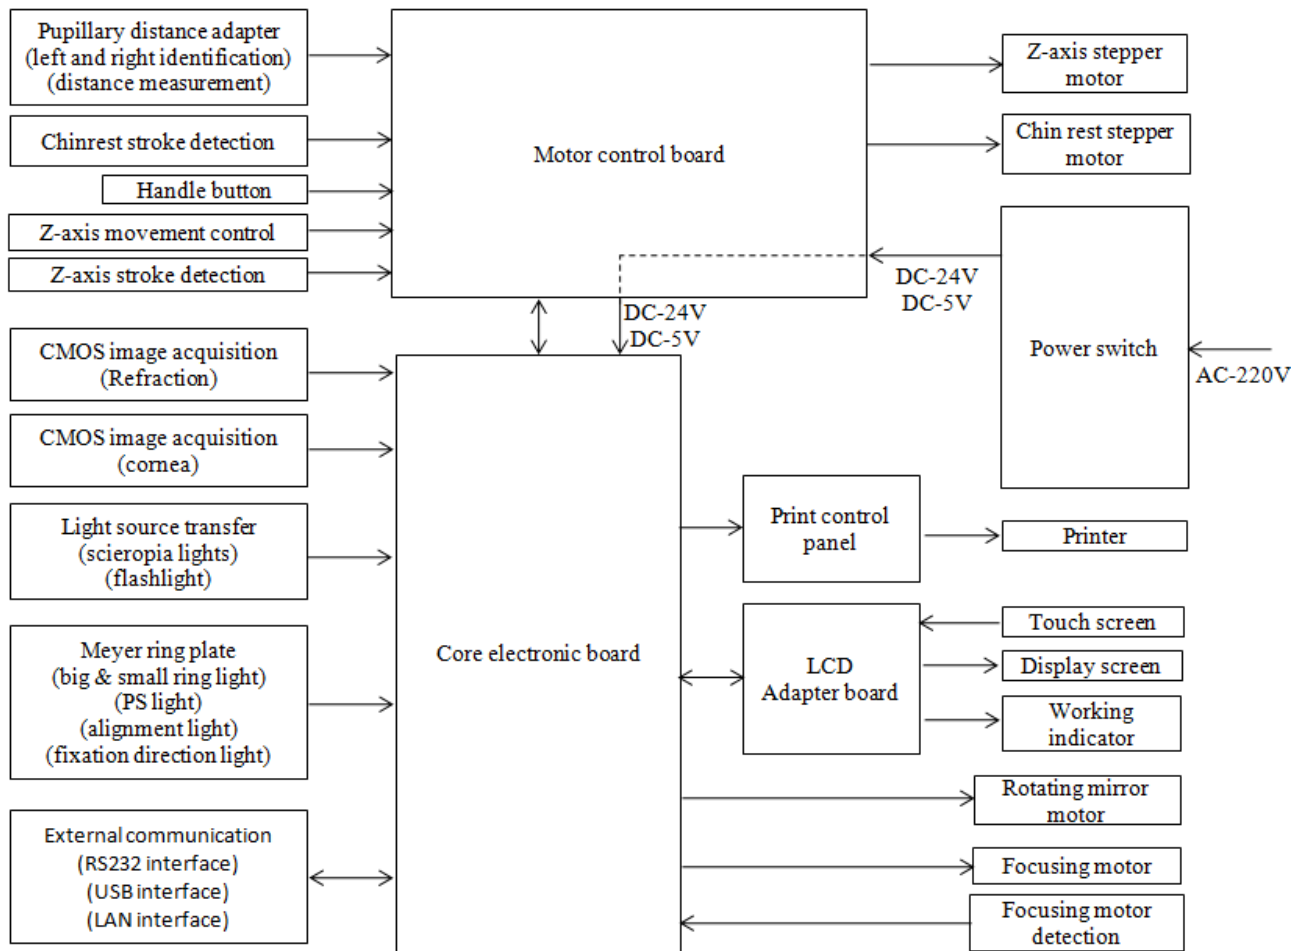 Pupillary distance adapter
(left and right identification)
(distance measurement)
Chinrest stroke detection
Handle button
Z-axis movement control
Z-axis stroke detection
Motor control board
Z-axis stepper
motor
Chin rest stepper
motor
DC-24V
DC-5V
DC-24V
DC-5V
Power switch
AC-220V
CMOS image acquisition
(Refraction)
CMOS image acquisition
(cornea)
Light source transfer
(scieropia lights)
(flashlight)
Meyer ring plate
(big & small ring light)
(PS light)
(alignment light)
(fixation direction light)
External communication
(RS232 interface)
(USB interface)
(LAN interface)
Core electronic board
Print control
panel
Printer
LCD
Adapter board
Touch screen
Display screen
Working
indicator
Rotating mirror
motor
Focusing motor
Focusing motor
detection